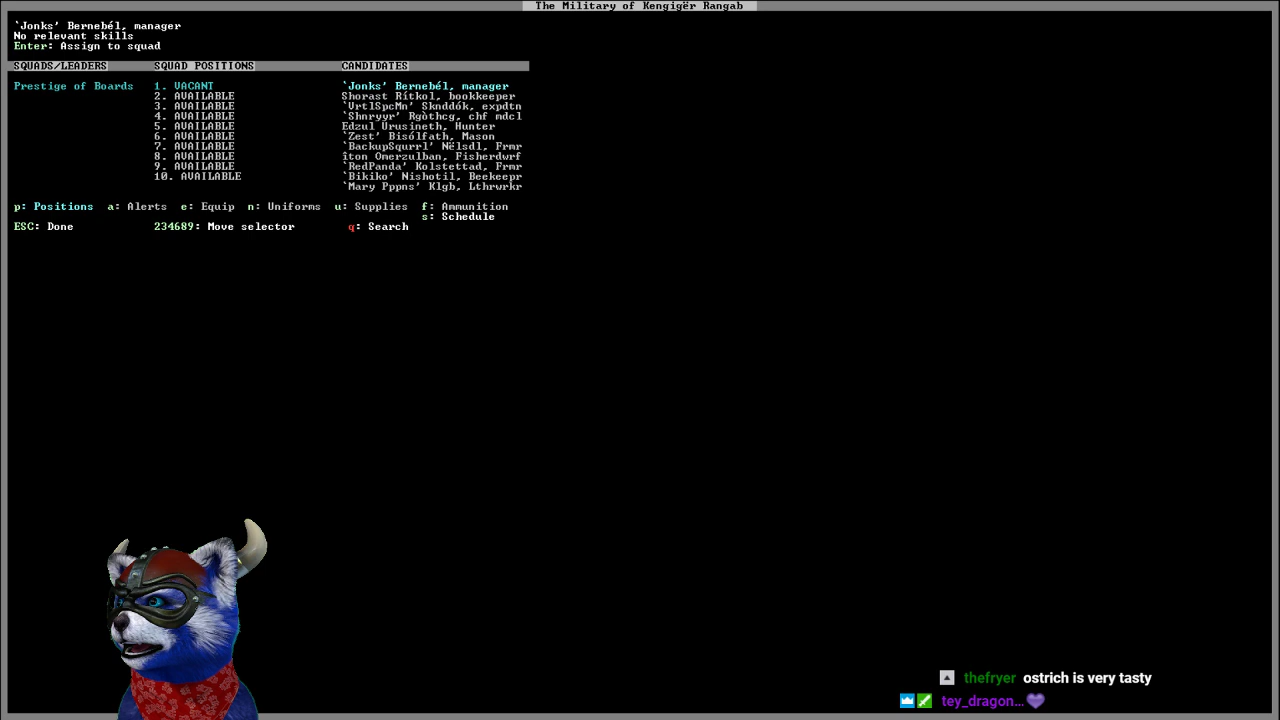 The Military of Kengigër Rangab
`Jonks' Bernebél, manager
No relevant skills
Enter: Assign to squad
SQUADS/LEADERS SQUAD POSITIONS CANDIDATES
Prestige of Boards 1. VACANT `Jonks' Bernebél, manager
2. AVAILABLE Shorast Rítkol, bookkeeper
3. AVAILABLE `VrtlSpcMn' Sknddók, expdtn
4. AVAILABLE `Shnryyr' Rgòthcg, chf mdcl
5. AVAILABLE Edzul Urusineth, Hunter
6. AVAILABLE `Zest' Bisólfath, Mason
7. AVAILABLE `BackupSqurrl' Nëlsdl, Frmr
8. AVAILABLE îton Omerzulban, Fisherdwrf
9. AVAILABLE `RedPanda' Kolstettad, Frmr
10. AVAILABLE `Bikiko' Nishotil, Beekeepr
`Mary Pppns' Klgb, Lthrwrkr
p: Positions a: Alerts e: Equip n: Uniforms u: Supplies f: Ammunition
s: Schedule
ESC: Done 234689: Move selector q: Search
thefryer ostrich is very tasty
tey_dragon...